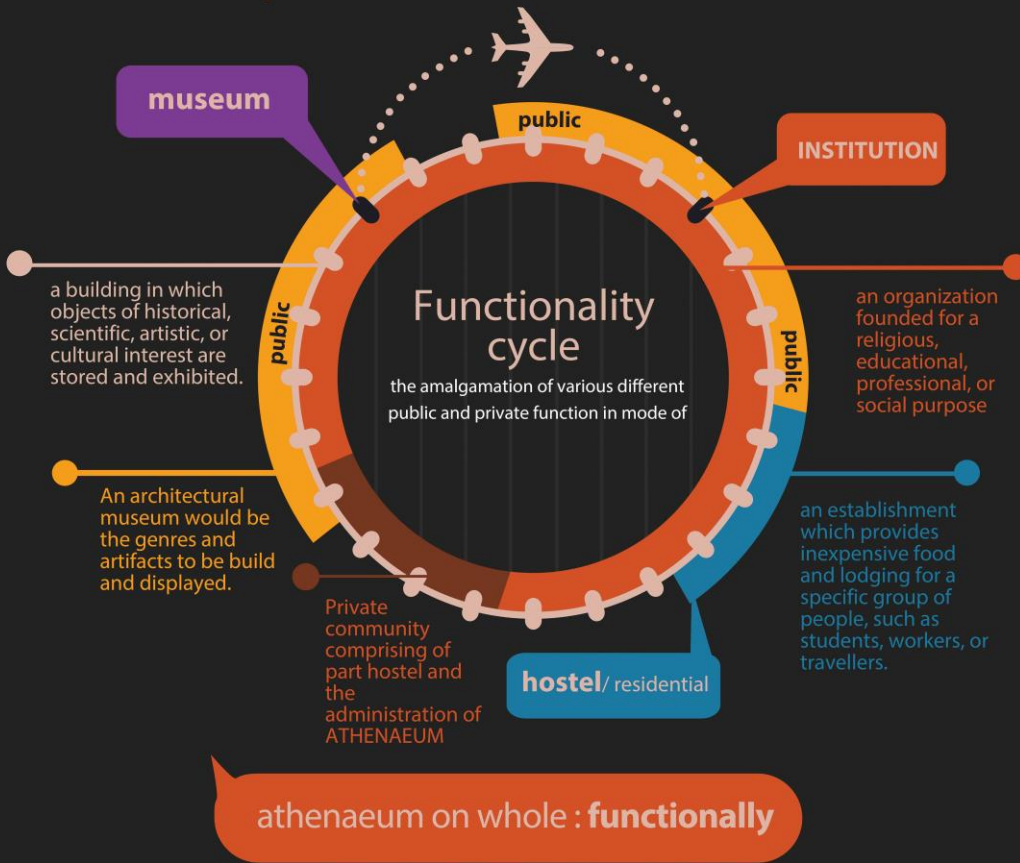 museum
public
INSTITUTION
a building in which
objects of historical,
scientific, artistic, or
cultural interest are
stored and exhibited.
public
Functionality
cycle
the amalgamation of various different
public and private function in mode of
public
an organization
founded for a
religious,
educational,
professional, or
social purpose
An architectural
museum would be
the genres and
artifacts to be build
and displayed.
Private
community
comprising of
part hostel and
the
administration of
ATHENAEUM
hostel/ residential
an establishment
which provides
inexpensive food
and lodging for a
specific group of
people, such as
students, workers, or
travellers.
athenaeum on whole : functionally